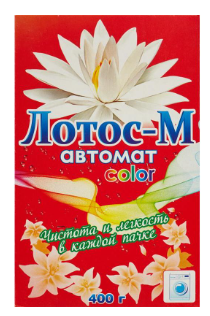 Лотос-М
автомат
color
Чистота и легкость
в каждой пачке
400 г